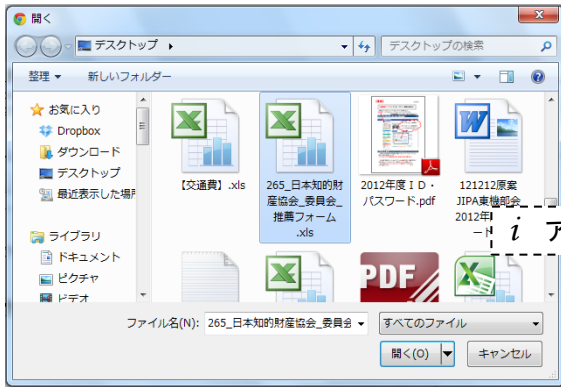 開く
デスクトップ
デスクトップの検索
整理
新しいフォルダー
お気に入り
Dropbox
ダウンロード
デスクトップ
最近表示した場所
ライブラリ
ドキュメント
ピクチャ
ビデオ
【交通費】.xls
265_日本知的財
産協会_委員会_
推薦フォーム
.xls
2012年度ＩＤ・
パスワード.pdf
121212原案
JIPA東機部会
2012年
ード
i ア
PDF
ファイル名(N):
265_日本知的財産協会_委員会
すべてのファイル
開く(O)
キャンセル